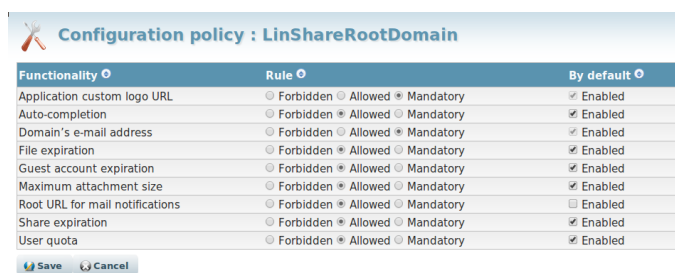 Configuration policy : LinShareRootDomain
Functionality Rule By default
Application custom logo URL Forbidden Allowed Mandatory Enabled
Auto-completion Forbidden Allowed Mandatory Enabled
Domain's e-mail address Forbidden Allowed Mandatory Enabled
File expiration Forbidden Allowed Mandatory Enabled
Guest account expiration Forbidden Allowed Mandatory Enabled
Maximum attachment size Forbidden Allowed Mandatory Enabled
Root URL for mail notifications Forbidden Allowed Mandatory Enabled
Share expiration Forbidden Allowed Mandatory Enabled
User quota Forbidden Allowed Mandatory Enabled
Save Cancel